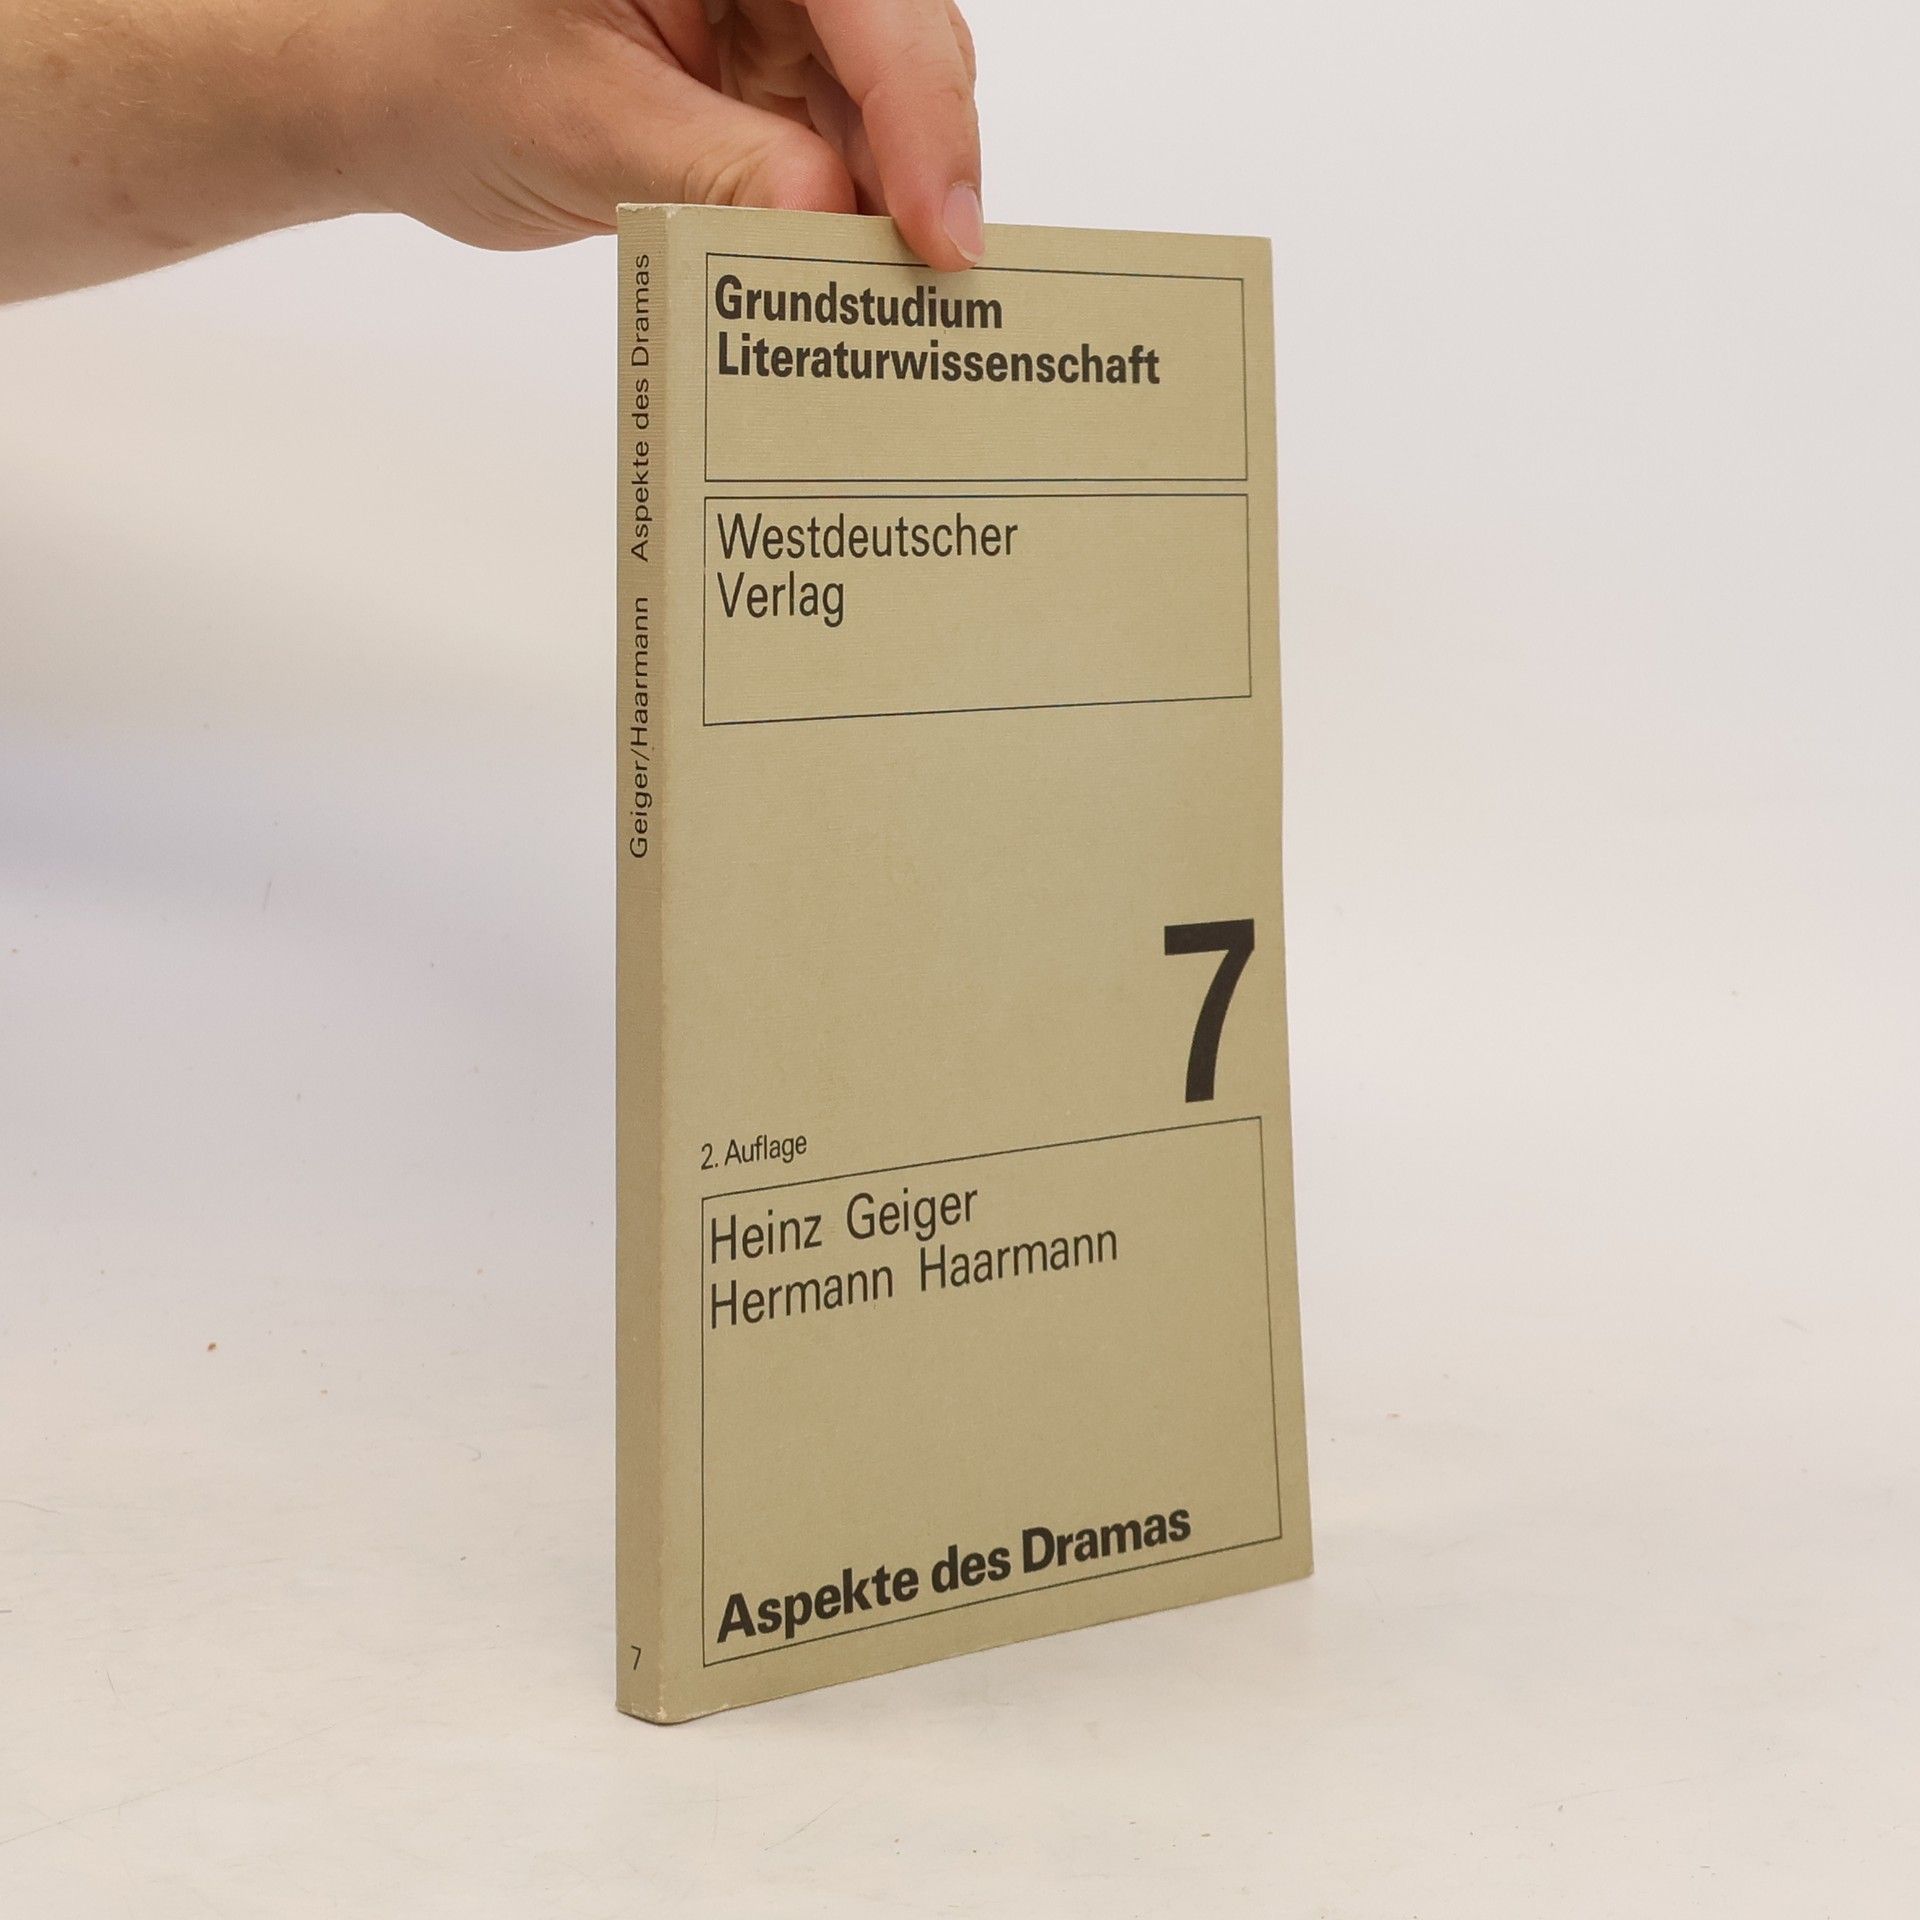 Grundstudium
Literaturwissenschaft
Westdeutscher
Verlag
7
2. Auflage
Heinz Geiger
Hermann Haarmann
Aspekte des Dramas
Geiger/Haarmann Aspekte des Dramas
7